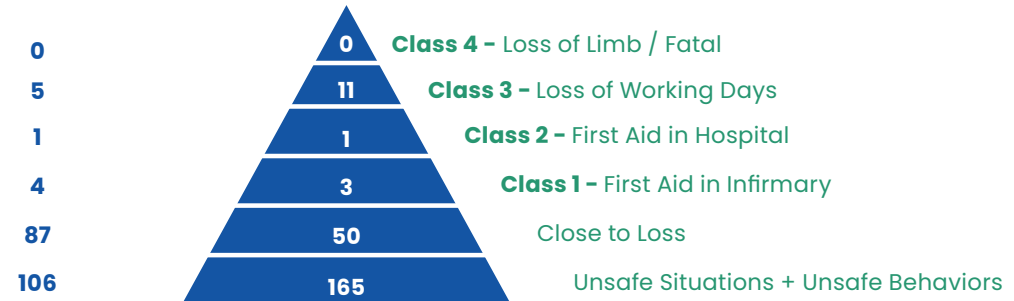 0 0 Class 4 - Loss of Limb / Fatal
5 11 Class 3 - Loss of Working Days
1 1 Class 2 - First Aid in Hospital
4 3 Class 1 - First Aid in Infirmary
87 50 Close to Loss
106 165 Unsafe Situations + Unsafe Behaviors